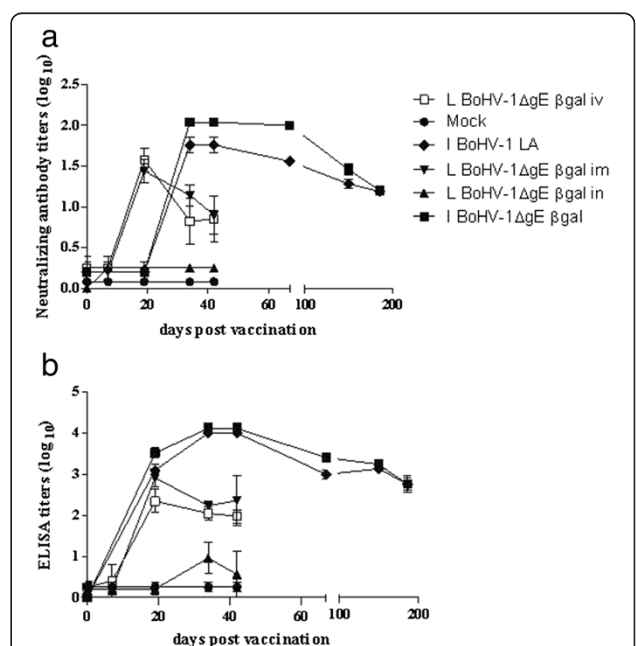 a
Neutralizing antibody titers (log10)
2.5
2.0
1.5
1.0
0.5
0.0
0 20 40 60 100 200
days post vaccination
L BoHV-1ΔgE βgal iv
Mock
I BoHV-1 LA
L BoHV-1ΔgE βgal im
L BoHV-1ΔgE βgal in
I BoHV-1ΔgE βgal
b
ELISA titers (log10)
5
4
3
2
1
0
0 20 40 60 100 200
days post vaccination